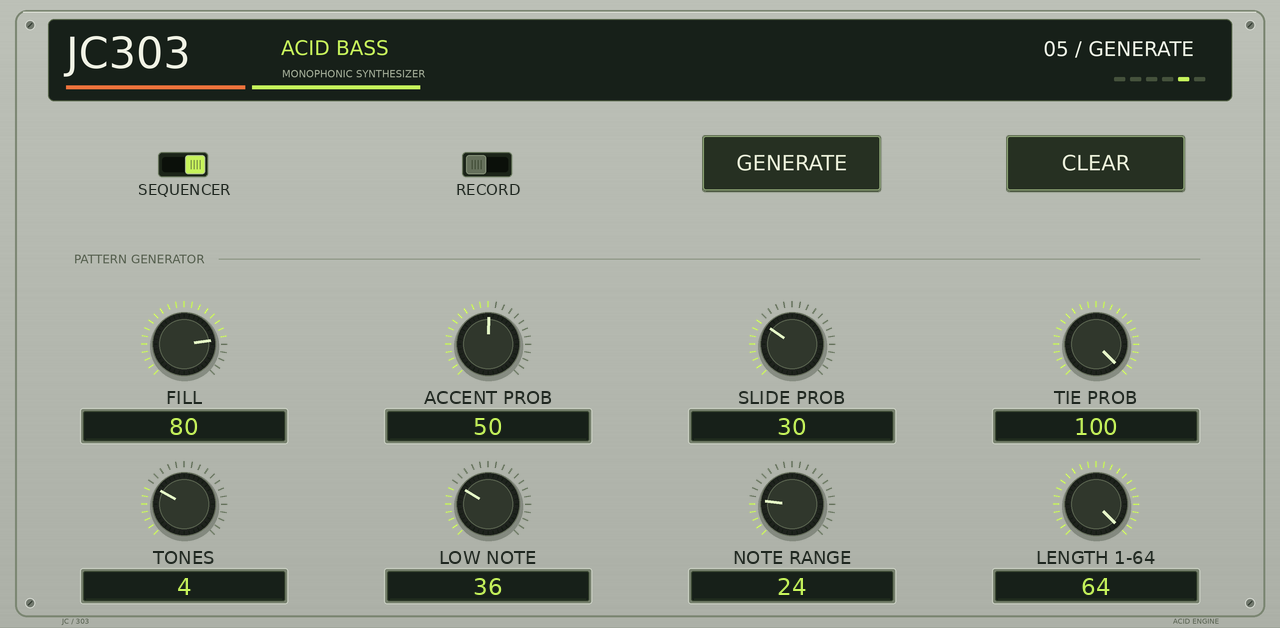 JC303
ACID BASS
MONOPHONIC SYNTHESIZER
05 / GENERATE
SEQUENCER
RECORD
GENERATE
CLEAR
PATTERN GENERATOR
FILL
ACCENT PROB
SLIDE PROB
TIE PROB
80
50
30
100
TONES
LOW NOTE
NOTE RANGE
LENGTH 1-64
4
36
24
64
JC / 303
ACID ENGINE